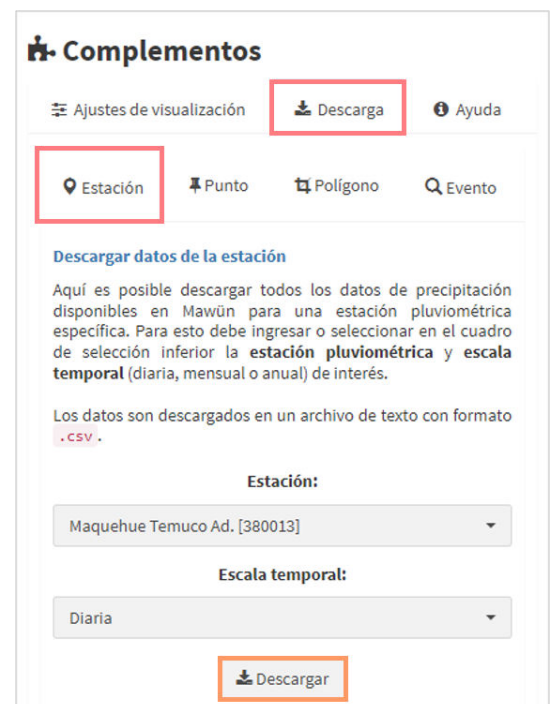 Complementos
Ajustes de visualización Descarga Ayuda
Estación Punto Polígono Evento
Descargar datos de la estación
Aquí es posible descargar todos los datos de precipitación
disponibles en Mawün para una estación pluviométrica
específica. Para esto debe ingresar o seleccionar en el cuadro
de selección inferior la estación pluviométrica y escala
temporal (diaria, mensual o anual) de interés.
Los datos son descargados en un archivo de texto con formato
.csv.
Estación:
Maquehue Temuco Ad. [380013]
Escala temporal:
Diaria
Descargar